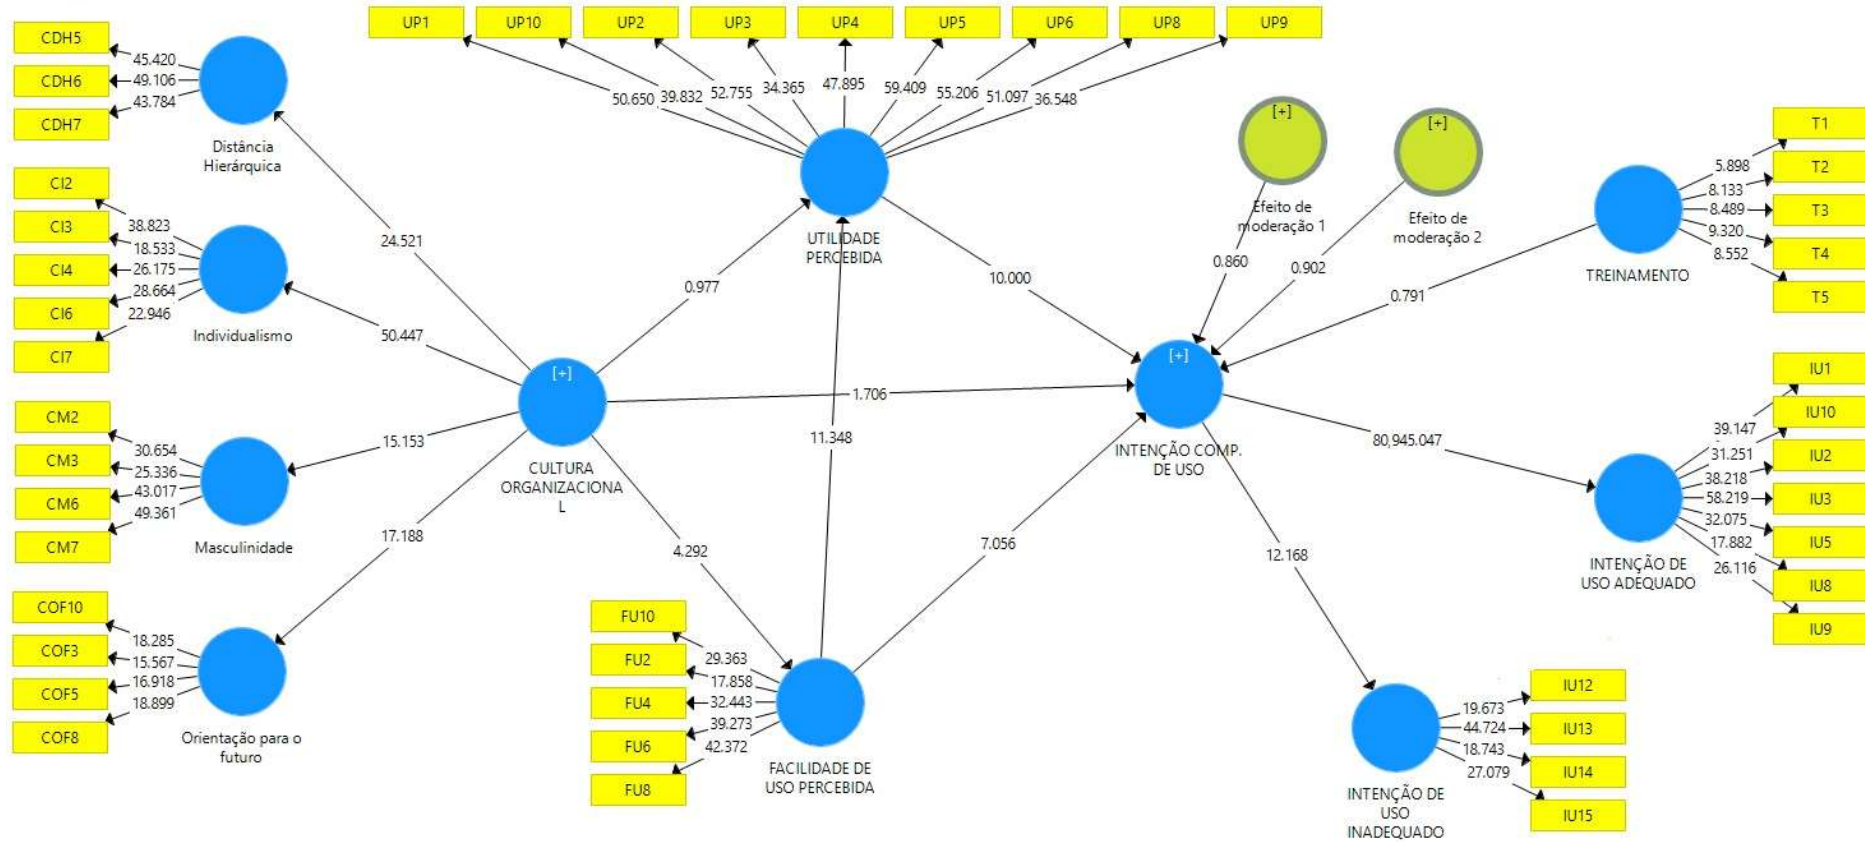 UP1
UP10
UP2
UP3
UP4
UP5
UP6
UP8
UP9
50.650
39.832
52.755
34.365
47.895
59.409
55.206
51.097
36.548
UTILIDADE
PERCEBIDA
CDH5
CDH6
CDH7
45.420
49.106
43.784
Distância
Hierárquica
CI2
CI3
CI4
CI6
CI7
38.823
18.533
26.175
28.664
22.946
Individualismo
CM2
CM3
CM6
CM7
30.654
25.336
43.017
49.361
Masculinidade
COF10
COF3
COF5
COF8
18.285
15.567
16.918
18.899
Orientação para o
futuro
24.521
50.447
15.153
17.188
[+]
CULTURA
ORGANIZACIONA
L
0.977
1.706
4.292
11.348
10.000
7.056
FU10
FU2
FU4
FU6
FU8
29.363
17.858
32.443
39.273
42.372
FACILIDADE DE
USO PERCEBIDA
[+]
Efeito de
moderação 1
0.860
[+]
Efeito de
moderação 2
0.902
0.791
[+]
INTENÇÃO COMP.
DE USO
TREINAMENTO
5.898
8.133
8.489
9.320
8.552
T1
T2
T3
T4
T5
80,945.047
12.168
INTENÇÃO DE
USO ADEQUADO
39.147
31.251
38.218
58.219
32.075
17.882
26.116
IU1
IU10
IU2
IU3
IU5
IU8
IU9
INTENÇÃO DE
USO
INADEQUADO
19.673
44.724
18.743
27.079
IU12
IU13
IU14
IU15